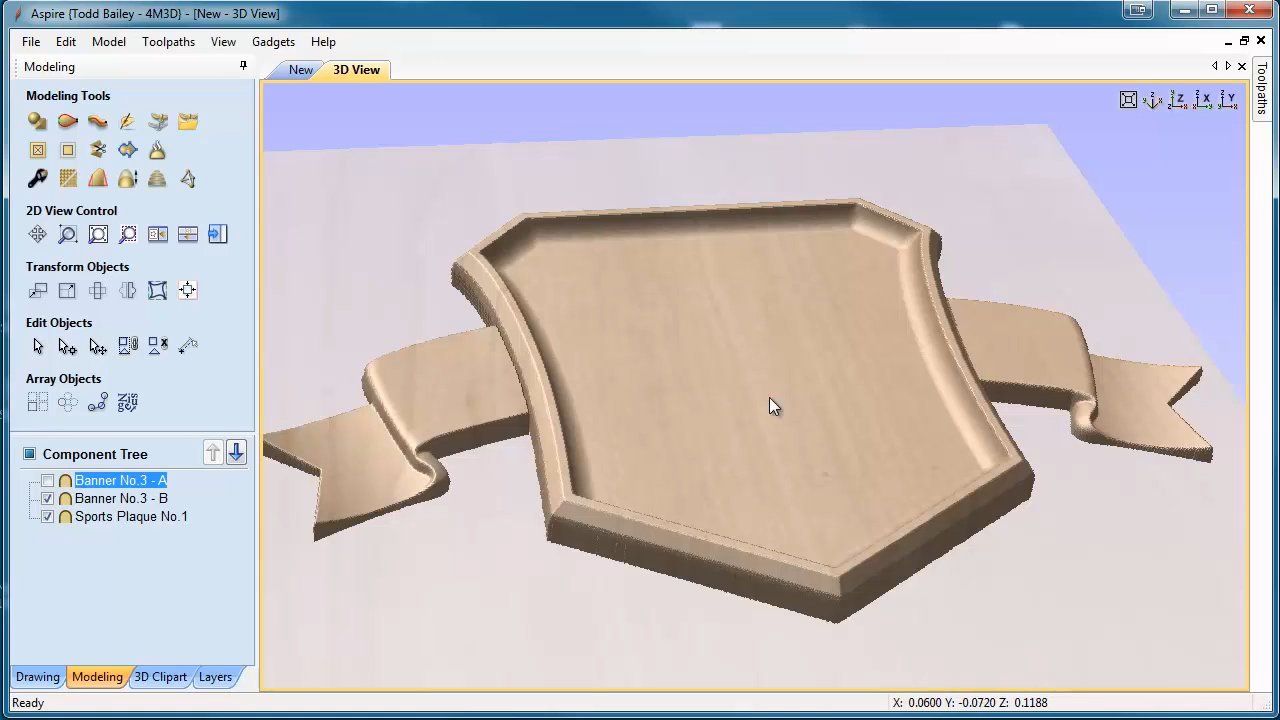 Aspire {Todd Bailey - 4M3D} - [New - 3D View]
File Edit Model Toolpaths View Gadgets Help
Modeling
New 3D View
Toolpaths
Z X Y
Modeling Tools
2D View Control
Transform Objects
Edit Objects
Array Objects
Component Tree
Banner No.3 - A
Banner No.3 - B
Sports Plaque No.1
Drawing Modeling 3D Clipart Layers
Ready X: 0.0600 Y: -0.0720 Z: 0.1188